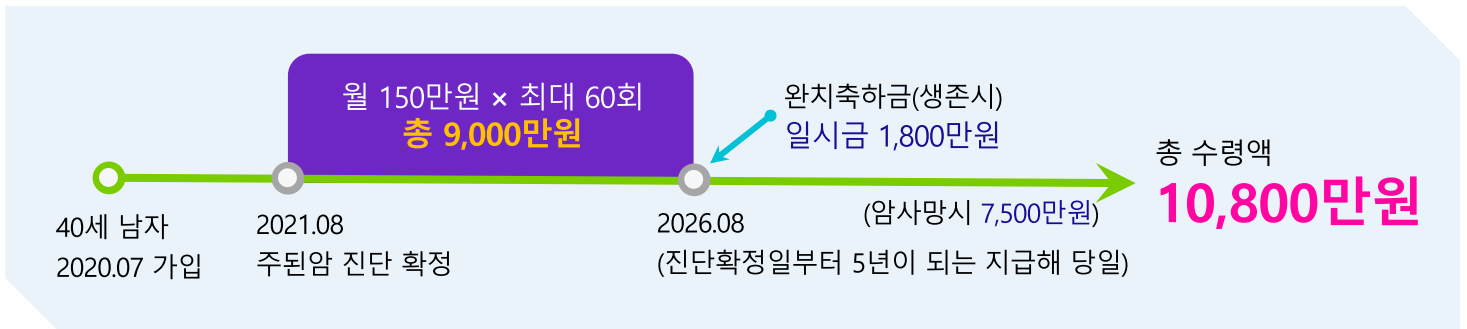 월 150만원 × 최대 60회
총 9,000만원
완치축하금(생존시)
일시금 1,800만원
총 수령액
10,800만원
40세 남자
2020.07 가입
2021.08
주된암 진단 확정
2026.08
(진단확정일부터 5년이 되는 지급해 당일)
(암사망시 7,500만원)